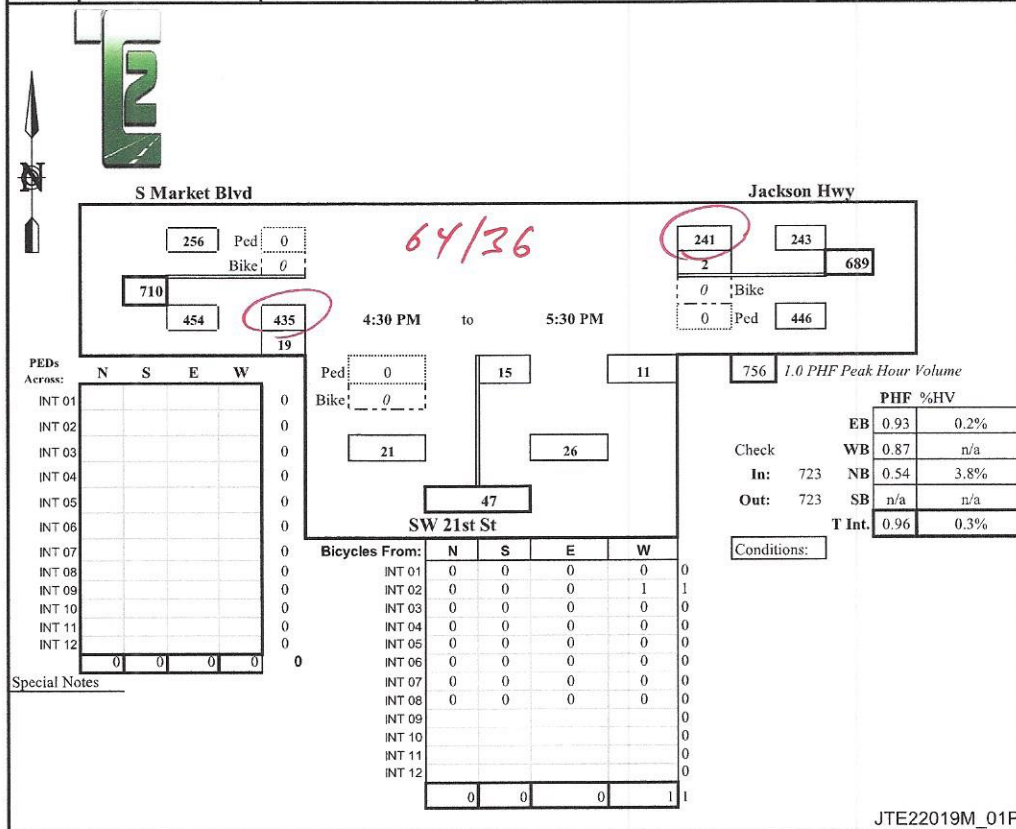 T2
N
S Market Blvd Jackson Hwy
64/36
256 Ped 0 241 243
Bike 0 2 689
710 0 Bike
454 435 4:30 PM to 5:30 PM 0 Ped 446
19
PEDs Across: N S E W
Ped 0 15 11 756 1.0 PHF Peak Hour Volume
Bike 0
PHF %HV
EB 0.93 0.2%
Check WB 0.87 n/a
21 26 In: 723 NB 0.54 3.8%
Out: 723 SB n/a n/a
47 T Int. 0.96 0.3%
SW 21st St
Conditions:
INT 01 0
INT 02 0
INT 03 0
INT 04 0
INT 05 0
INT 06 0
INT 07 0
INT 08 0
INT 09 0
INT 10 0
INT 11 0
INT 12 0
0 0 0 0 0
Special Notes
Bicycles From: N S E W
INT 01 0 0 0 0 0
INT 02 0 0 0 1 1
INT 03 0 0 0 0 0
INT 04 0 0 0 0 0
INT 05 0 0 0 0 0
INT 06 0 0 0 0 0
INT 07 0 0 0 0 0
INT 08 0 0 0 0 0
INT 09 0
INT 10 0
INT 11 0
INT 12 0
0 0 0 1 1
JTE22019M_01P